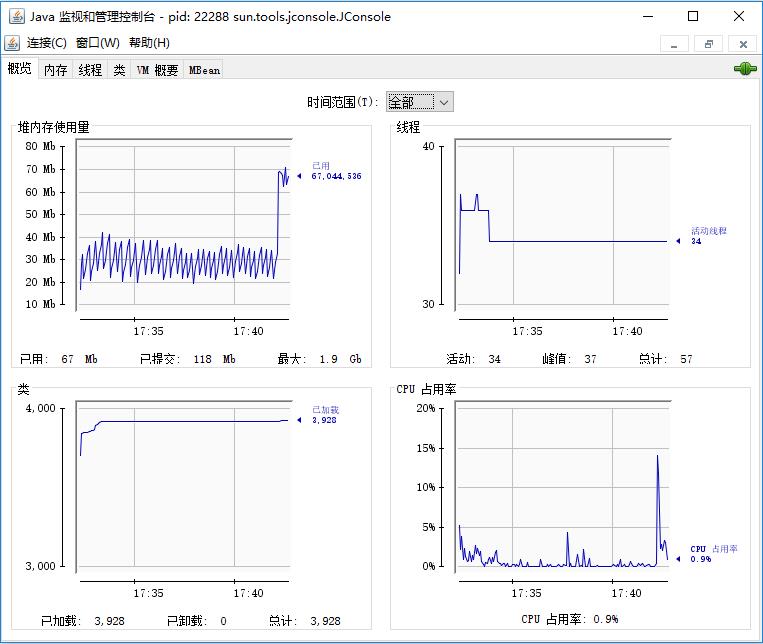 Java 监视和管理控制台 - pid: 22288 sun.tools.jconsole.JConsole
连接(C) 窗口(W) 帮助(H)
概览 内存 线程 类 VM 概要 MBean
时间范围(T): 全部
堆内存使用量
80 Mb
70 Mb
60 Mb
50 Mb
40 Mb
30 Mb
20 Mb
10 Mb
已用
67,044,536
17:35 17:40
已用: 67 Mb 已提交: 118 Mb 最大: 1.9 Gb
线程
40
30
活动线程
34
17:35 17:40
活动: 34 峰值: 37 总计: 57
类
4,000
3,000
已加载
3,928
17:35 17:40
已加载: 3,928 已卸载: 0 总计: 3,928
CPU 占用率
20%
15%
10%
5%
0%
CPU 占用率
0.9%
17:35 17:40
CPU 占用率: 0.9%